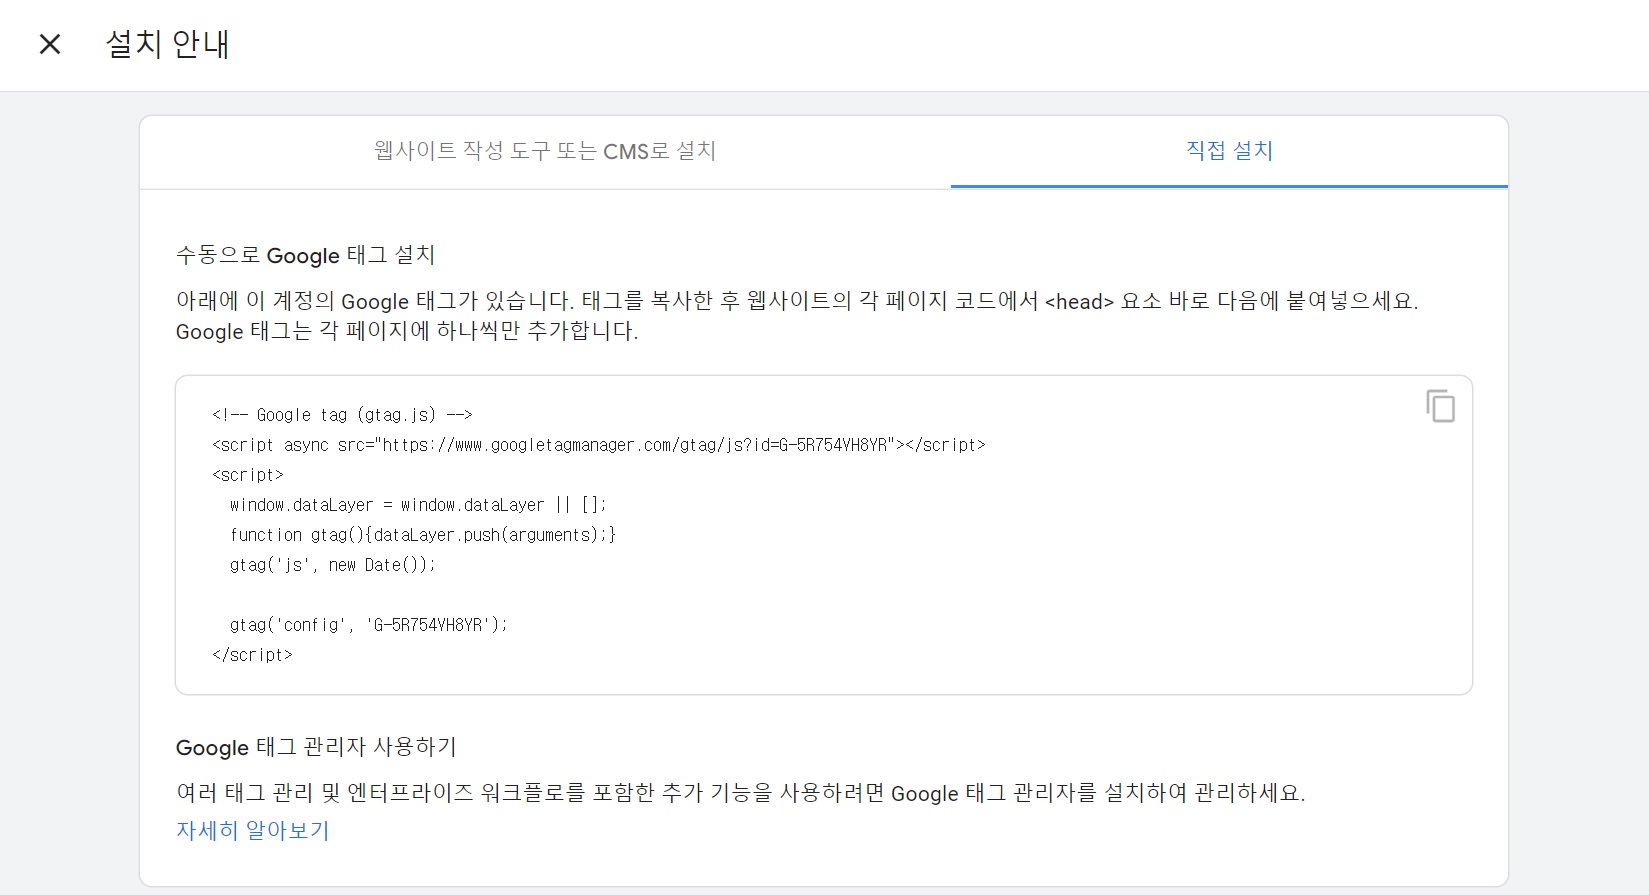 설치 안내
웹사이트 작성 도구 또는 CMS로 설치
직접 설치
수동으로 Google 태그 설치
아래에 이 계정의 Google 태그가 있습니다. 태그를 복사한 후 웹사이트의 각 페이지 코드에서 <head> 요소 바로 다음에 붙여넣으세요.
Google 태그는 각 페이지에 하나씩만 추가합니다.
<!-- Google tag (gtag.js) -->
<script async src="https://www.googletagmanager.com/gtag/js?id=G-5R754VH8YR"></script>
<script>
  window.dataLayer = window.dataLayer || [];
  function gtag(){dataLayer.push(arguments);}
  gtag('js', new Date());
  gtag('config', 'G-5R754VH8YR');
</script>
Google 태그 관리자 사용하기
여러 태그 관리 및 엔터프라이즈 워크플로를 포함한 추가 기능을 사용하려면 Google 태그 관리자를 설치하여 관리하세요.
자세히 알아보기